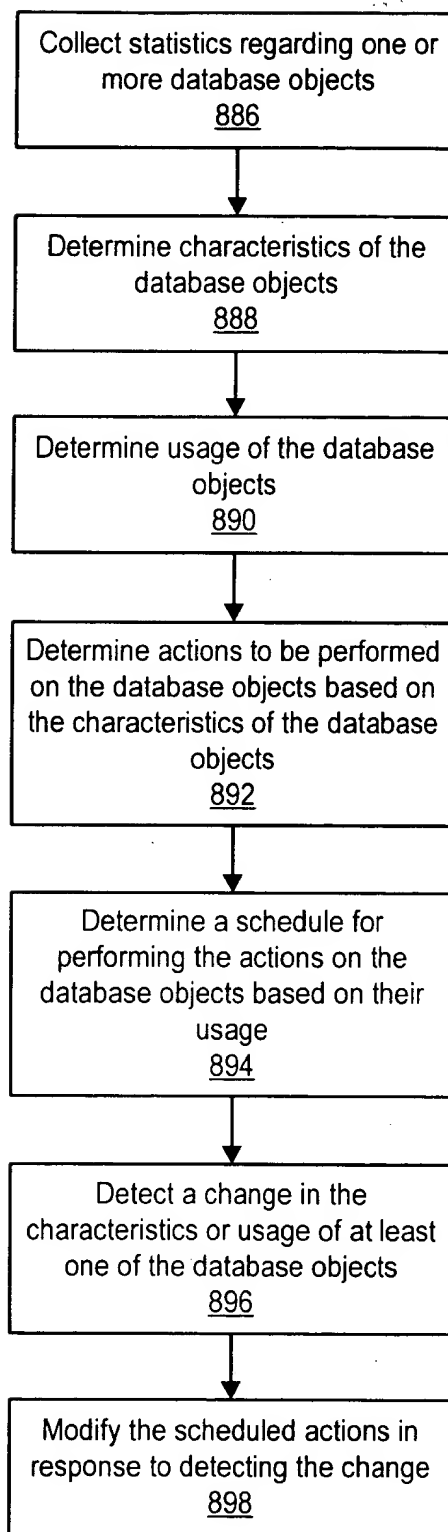 Collect statistics regarding one or
more database objects
886
Determine characteristics of the
database objects
888
Determine usage of the database
objects
890
Determine actions to be performed
on the database objects based on
the characteristics of the database
objects
892
Determine a schedule for
performing the actions on the
database objects based on their
usage
894
Detect a change in the
characteristics or usage of at least
one of the database objects
896
Modify the scheduled actions in
response to detecting the change
898